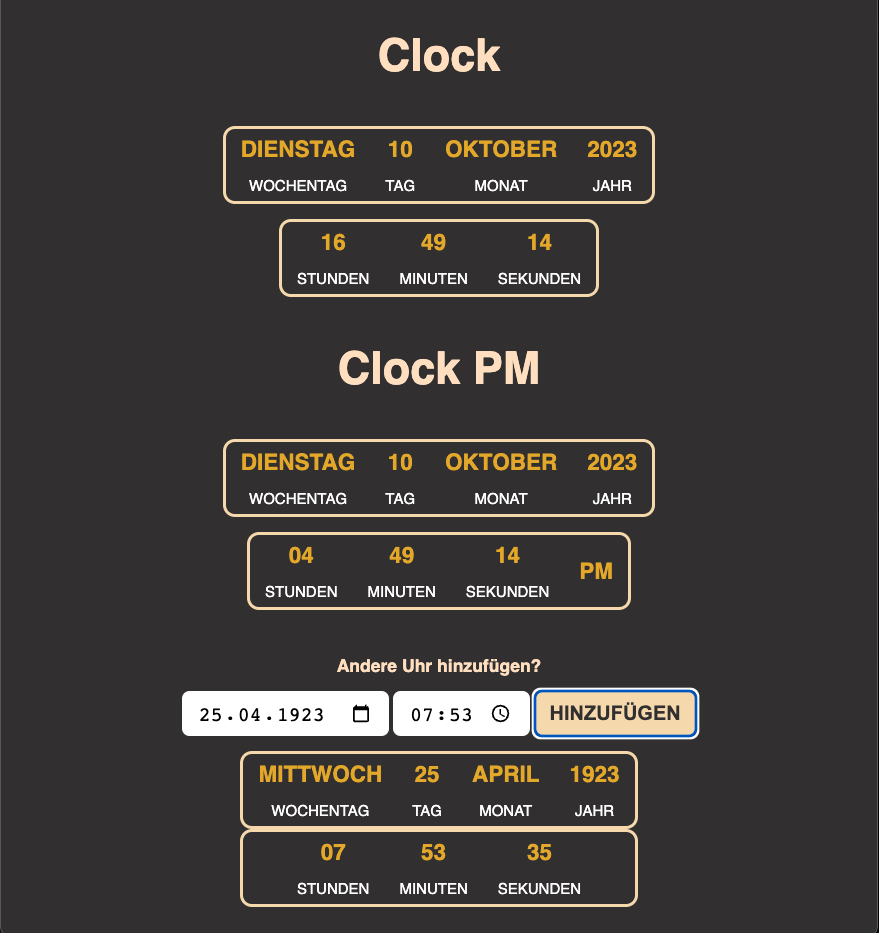 Clock
DIENSTAG 10 OKTOBER 2023
WOCHENTAG TAG MONAT JAHR
16 49 14
STUNDEN MINUTEN SEKUNDEN
Clock PM
DIENSTAG 10 OKTOBER 2023
WOCHENTAG TAG MONAT JAHR
04 49 14 PM
STUNDEN MINUTEN SEKUNDEN
Andere Uhr hinzufügen?
25.04.1923 07:53 HINZUFÜGEN
MITTWOCH 25 APRIL 1923
WOCHENTAG TAG MONAT JAHR
07 53 35
STUNDEN MINUTEN SEKUNDEN